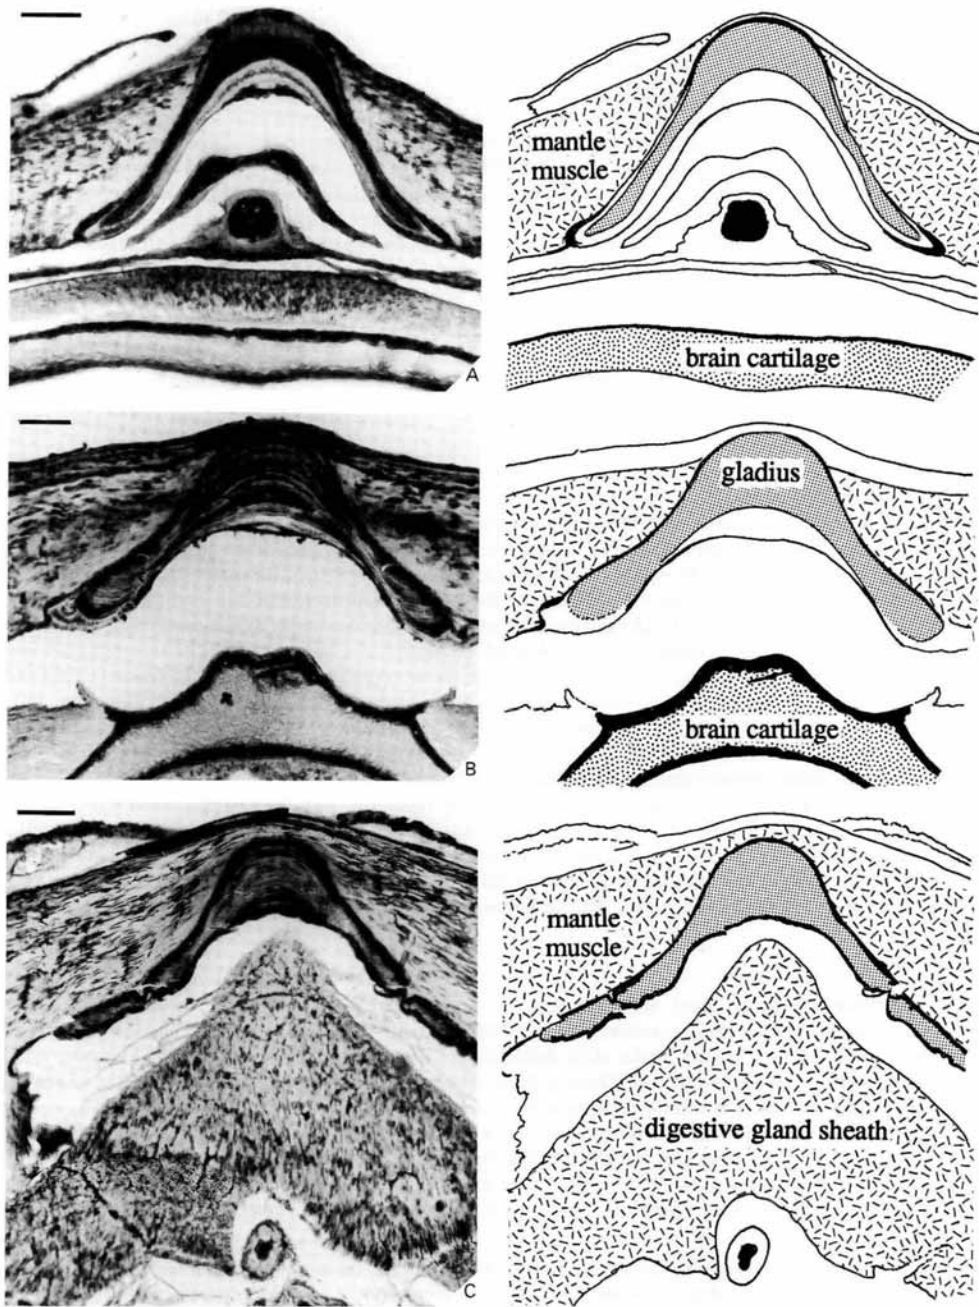 mantle
muscle
brain cartilage
A
gladius
brain cartilage
B
mantle
muscle
digestive gland sheath
C